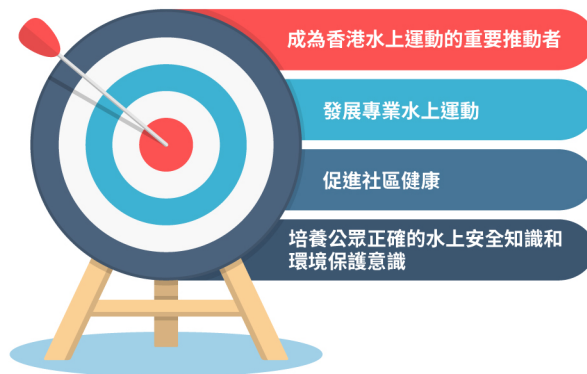 成為香港水上運動的重要推動者
發展專業水上運動
促進社區健康
培養公眾正確的水上安全知識和
環境保護意識